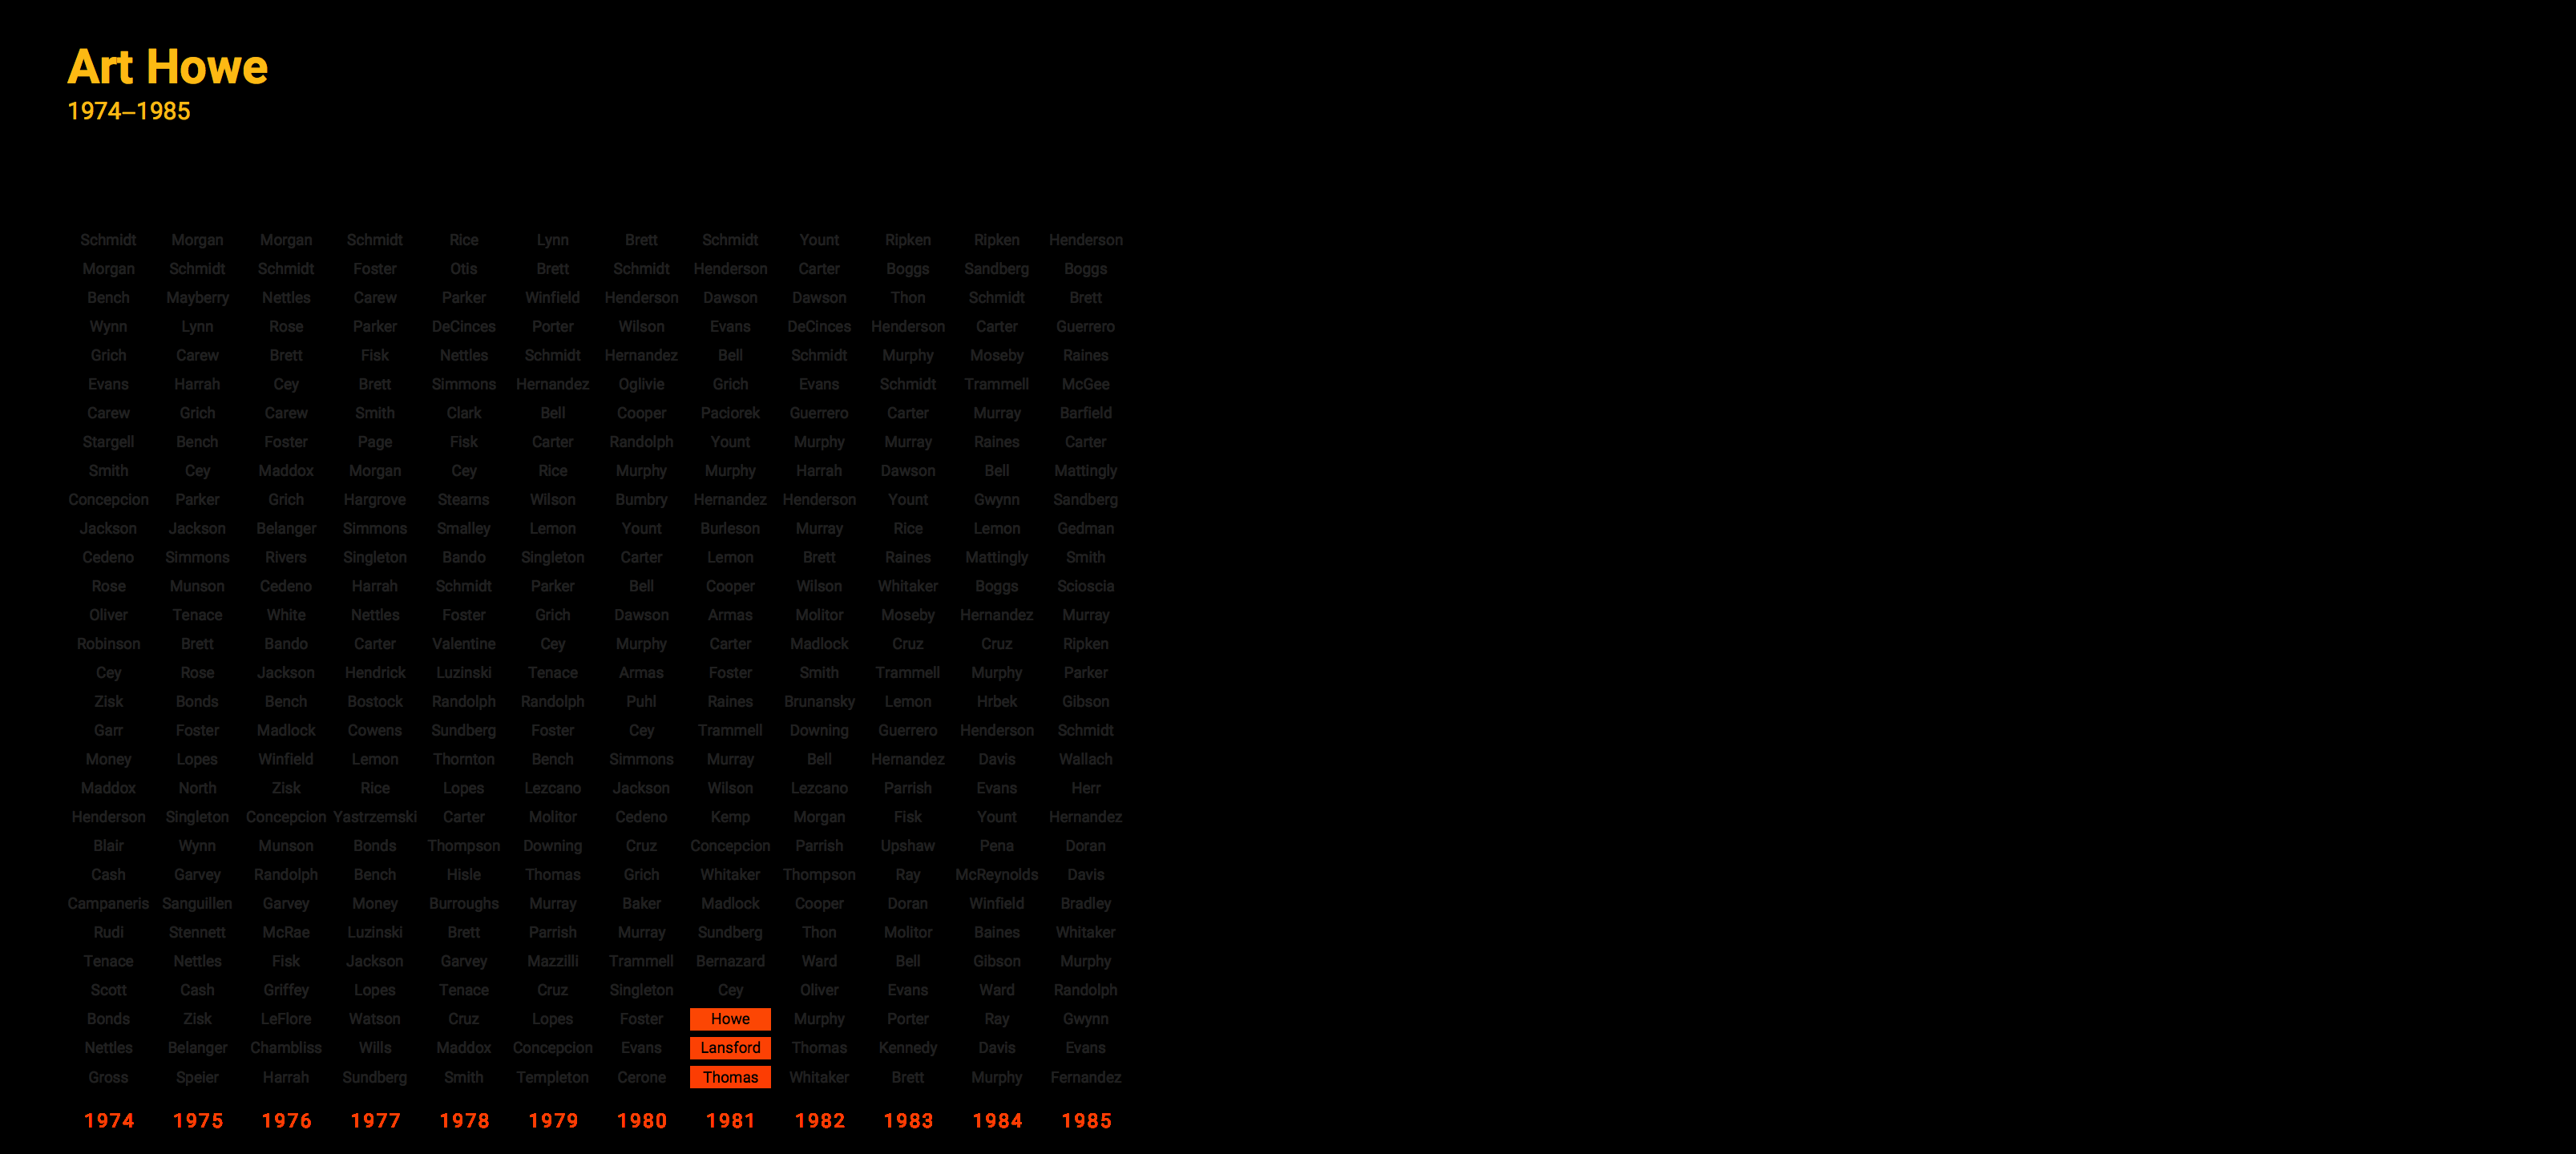 Art Howe
1974–1985
Schmidt Morgan Morgan Schmidt Rice Lynn Brett Schmidt Yount Ripken Ripken Henderson
Morgan Schmidt Schmidt Foster Otis Brett Schmidt Henderson Carter Boggs Sandberg Boggs
Bench Mayberry Nettles Carew Parker Winfield Henderson Dawson Dawson Thon Schmidt Brett
Wynn Lynn Rose Parker DeCinces Porter Wilson Evans DeCinces Henderson Carter Guerrero
Grich Carew Brett Fisk Nettles Schmidt Hernandez Bell Schmidt Murphy Moseby Raines
Evans Harrah Cey Brett Simmons Hernandez Oglivie Grich Evans Schmidt Trammell McGee
Carew Grich Carew Smith Clark Bell Cooper Paciorek Guerrero Carter Murray Barfield
Stargell Bench Foster Page Fisk Carter Randolph Yount Murphy Murray Raines Carter
Smith Cey Maddox Morgan Cey Rice Murphy Murphy Harrah Dawson Bell Mattingly
Concepcion Parker Grich Hargrove Stearns Wilson Bumbry Hernandez Henderson Yount Gwynn Sandberg
Jackson Jackson Belanger Simmons Smalley Lemon Yount Burleson Murray Rice Lemon Gedman
Cedeno Simmons Rivers Singleton Bando Singleton Carter Lemon Brett Raines Mattingly Smith
Rose Munson Cedeno Harrah Schmidt Parker Bell Cooper Wilson Whitaker Boggs Scioscia
Oliver Tenace White Nettles Foster Grich Dawson Armas Molitor Moseby Hernandez Murray
Robinson Brett Bando Carter Valentine Cey Murphy Carter Madlock Cruz Cruz Ripken
Cey Rose Jackson Hendrick Luzinski Tenace Armas Foster Smith Trammell Murphy Parker
Zisk Bonds Bench Bostock Randolph Randolph Puhl Raines Brunansky Lemon Hrbek Gibson
Garr Foster Madlock Cowens Sundberg Foster Cey Trammell Downing Guerrero Henderson Schmidt
Money Lopes Winfield Lemon Thornton Bench Simmons Murray Bell Hernandez Davis Wallach
Maddox North Zisk Rice Lopes Lezcano Jackson Wilson Lezcano Parrish Evans Herr
Henderson Singleton Concepcion Yastrzemski Carter Molitor Cedeno Kemp Morgan Fisk Yount Hernandez
Blair Wynn Munson Bonds Thompson Downing Cruz Concepcion Parrish Upshaw Pena Doran
Cash Garvey Randolph Bench Hisle Thomas Grich Whitaker Thompson Ray McReynolds Davis
Campaneris Sanguillen Garvey Money Burroughs Murray Baker Madlock Cooper Doran Winfield Bradley
Rudi Stennett McRae Luzinski Brett Parrish Murray Sundberg Thon Molitor Baines Whitaker
Tenace Nettles Fisk Jackson Garvey Mazzilli Trammell Bernazard Ward Bell Gibson Murphy
Scott Cash Griffey Lopes Tenace Cruz Singleton Cey Oliver Evans Ward Randolph
Bonds Zisk LeFlore Watson Cruz Lopes Foster Howe Murphy Porter Ray Gwynn
Nettles Belanger Chambliss Wills Maddox Concepcion Evans Lansford Thomas Kennedy Davis Evans
Gross Speier Harrah Sundberg Smith Templeton Cerone Thomas Whitaker Brett Murphy Fernandez
1974 1975 1976 1977 1978 1979 1980 1981 1982 1983 1984 1985